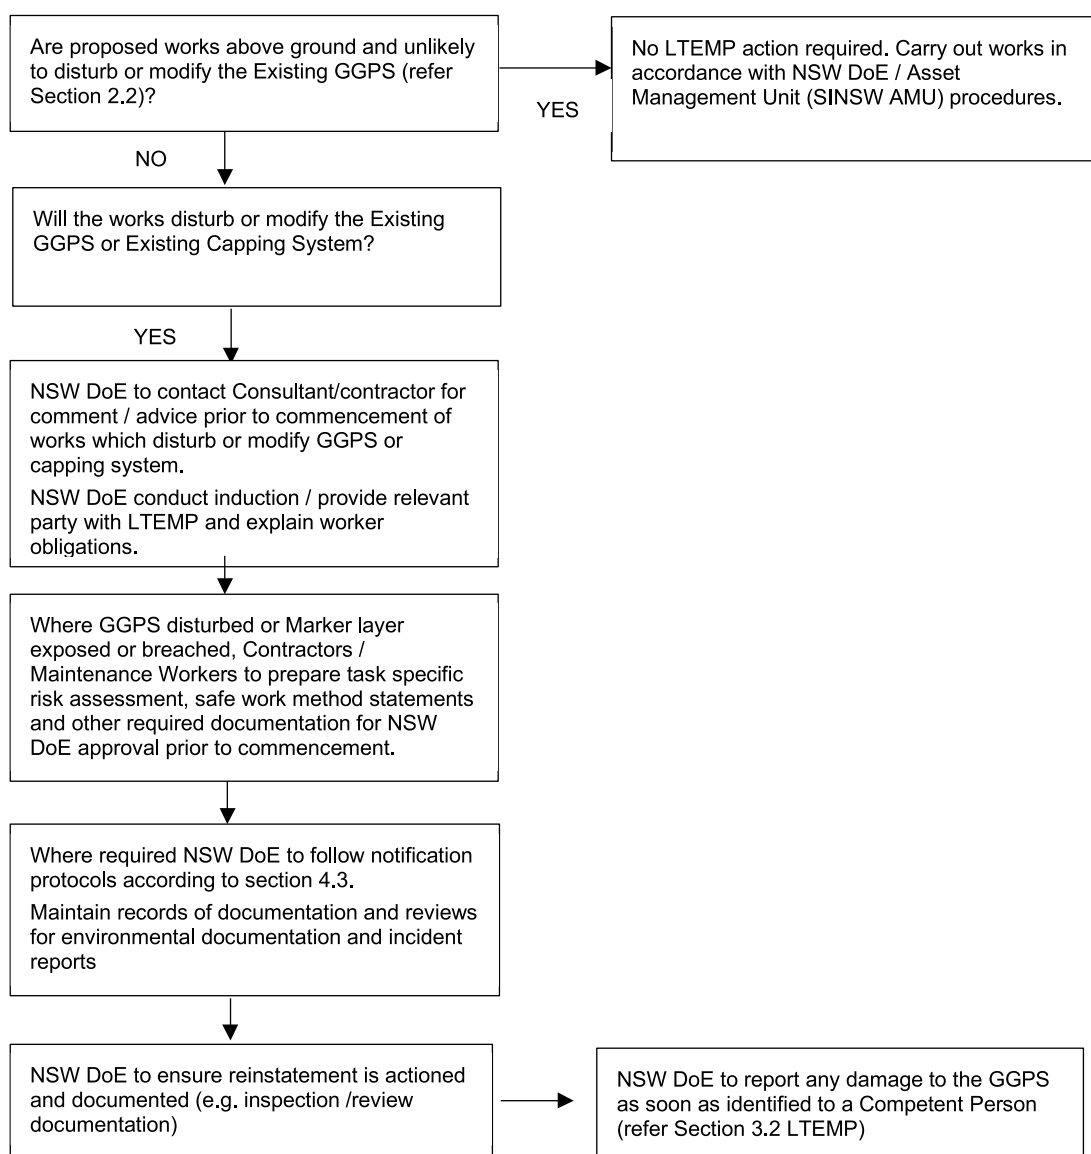 Are proposed works above ground and unlikely
to disturb or modify the Existing GGPS (refer
Section 2.2)?
YES
No LTEMP action required. Carry out works in
accordance with NSW DoE / Asset
Management Unit (SINSW AMU) procedures.
NO
Will the works disturb or modify the Existing
GGPS or Existing Capping System?
YES
NSW DoE to contact Consultant/contractor for
comment / advice prior to commencement of
works which disturb or modify GGPS or
capping system.
NSW DoE conduct induction / provide relevant
party with LTEMP and explain worker
obligations.
Where GGPS disturbed or Marker layer
exposed or breached, Contractors /
Maintenance Workers to prepare task specific
risk assessment, safe work method statements
and other required documentation for NSW
DoE approval prior to commencement.
Where required NSW DoE to follow notification
protocols according to section 4.3.
Maintain records of documentation and reviews
for environmental documentation and incident
reports
NSW DoE to ensure reinstatement is actioned
and documented (e.g. inspection /review
documentation)
NSW DoE to report any damage to the GGPS
as soon as identified to a Competent Person
(refer Section 3.2 LTEMP)